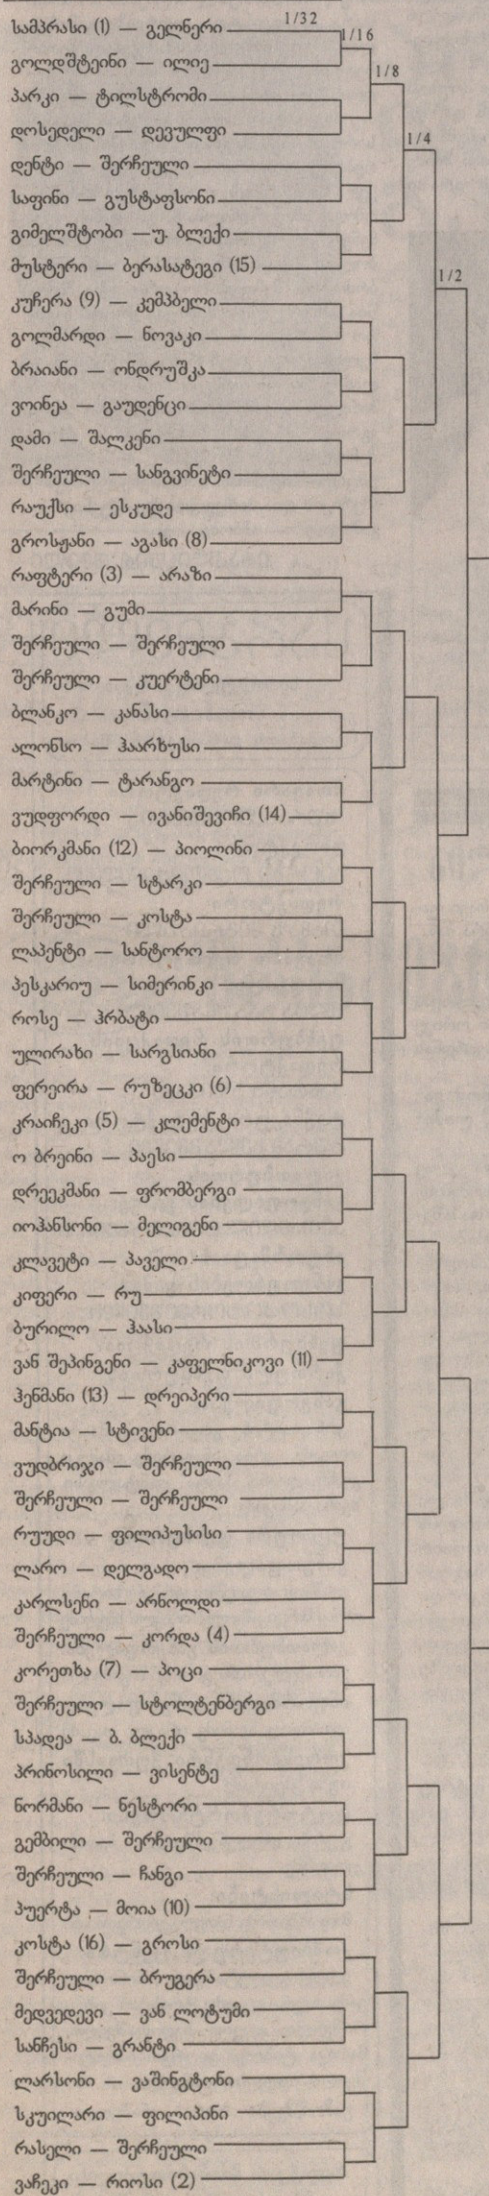 1/32
სამპრასი (1) — გელნერი
1/16
გოლდშტეინი — ილიე
1/8
პარკი — ტილსტრომი
დოსედელი — დევულფი
1/4
დენტი — შერჩეული
საფინი — გუსტაფსონი
გიმელშტობი —უ. ბლექი
მუსტერი — ბერასატეგი (15)
1/2
კუჩერა (9) — კემპბელი
გოლმარდი — ნოვაკი
ბრაიანი — ონდრუშკა
ვოინეა — გაუდენცი
დამი — შალკენი
შერჩეული — სანგვინეტი
რაუქსი — ესკუდე
გროსჟანი — აგასი (8)
რაფტერი (3) — არაზი
მარინი — გუმი
შერჩეული — შერჩეული
შერჩეული — კუერტენი
ბლანკო — კანასი
ალონსო — ჰაარხუსი
მარტინი — ტარანგო
ვუდფორდი — ივანიშევიჩი (14)
ბიორკმანი (12) — პიოლინი
შერჩეული — სტარკი
შერჩეული — კოსტა
ლაპენტი — სანტორო
პესკარიუ — სიმერინკი
როსე — ჰრბატი
ულირახი — სარგსიანი
ფერეირა — რუზეცკი (6)
კრაიჩეკი (5) — კლემენტი
ო ბრეინი — პაესი
დრეეკმანი — ფრომბერგი
იოჰანსონი — მელიგენი
კლავეტი — პაველი
კიფერი — რუ
ბურილო — ჰაასი
ვან შეპინგენი — კაფელნიკოვი (11)
ჰენმანი (13) — დრეიპერი
მანტია — სტივენი
ვუდბრიჯი — შერჩეული
შერჩეული — შერჩეული
რუუდი — ფილიპუსისი
ლარო — დელგადო
კარლსენი — არნოლდი
შერჩეული — კორდა (4)
კორეთხა (7) — პოცი
შერჩეული — სტოლტენბერგი
სპადეა — ბ. ბლექი
პრინოსილი — ვისენტე
ნორმანი — ნესტორი
გემბილი — შერჩეული
შერჩეული — ჩანგი
პუერტა — მოია (10)
კოსტა (16) — გროსი
შერჩეული — ბრუგერა
მედვედევი — ვან ლოტუმი
სანჩესი — გრანტი
ლარსონი — ვაშინგტონი
სკუილარი — ფილიპინი
რასელი — შერჩეული
ვაჩეკი — რიოსი (2)